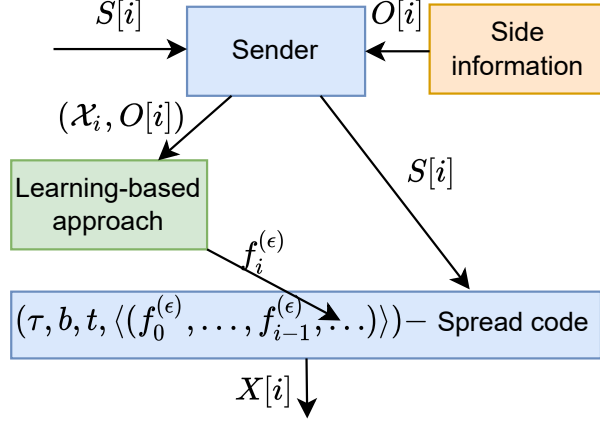 S[i]
O[i]
Sender
Side
information
(𝒳_i, O[i])
S[i]
Learning-based
approach
f_i^{(ϵ)}
(τ, b, t, ⟨(f_0^{(ϵ)}, …, f_{i−1}^{(ϵ)}, …)⟩)− Spread code
X[i]